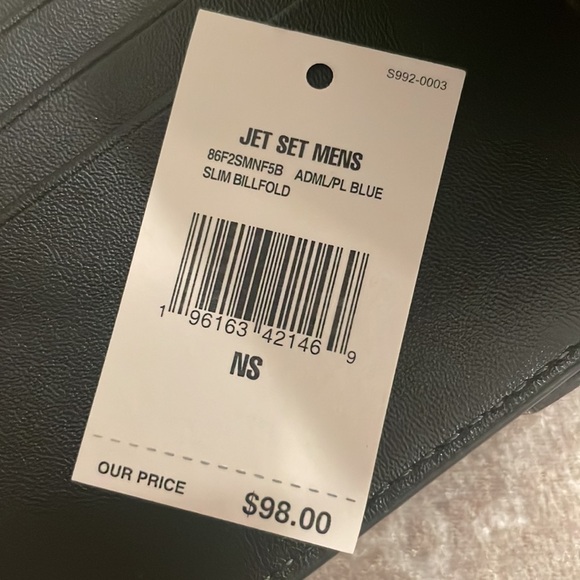 S992-0003
JET SET MENS
86F2SMNF5B ADML/PL BLUE
SLIM BILLFOLD
1 96163 42146 9
NS
OUR PRICE
$98.00